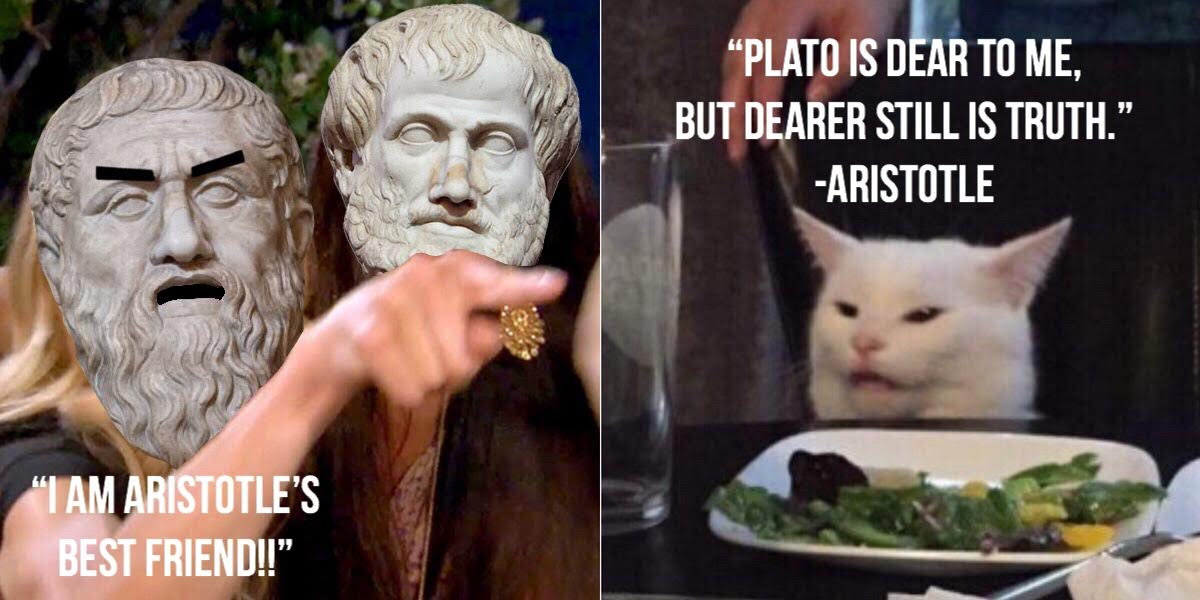 “I AM ARISTOTLE’S
BEST FRIEND!!”
“PLATO IS DEAR TO ME,
BUT DEARER STILL IS TRUTH.”
-ARISTOTLE